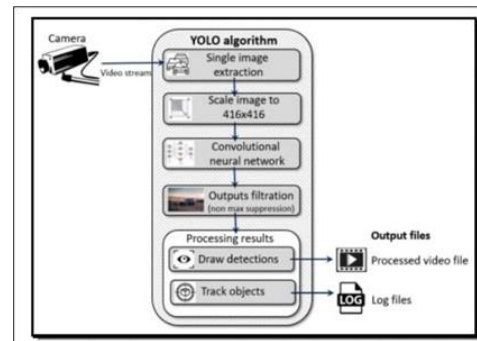 Camera
Video stream
YOLO algorithm
Single image
extraction
Scale image to
416x416
Convolutional
neural network
Outputs filtration
(non max suppression)
Processing results
Draw detections
Track objects
Output files
Processed video file
LOG
Log files